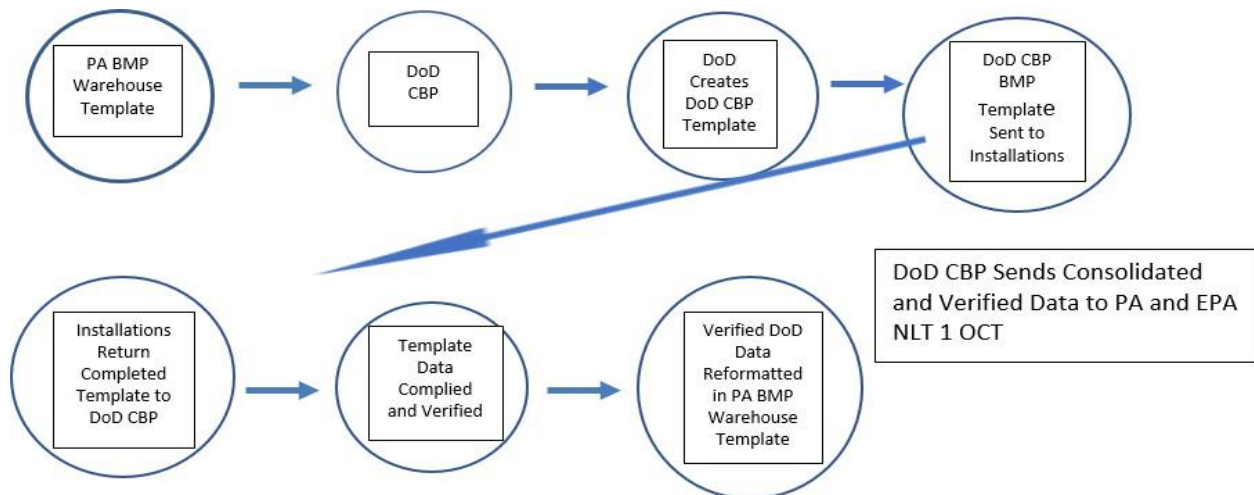 PA BMP
Warehouse
Template
DoD
CBP
DoD
Creates
DoD CBP
Template
DoD CBP
BMP
Template
Sent to
Installations
Installations
Return
Completed
Template to
DoD CBP
Template
Data
Complied
and Verified
Verified DoD
Data
Reformatted
in PA BMP
Warehouse
Template
DoD CBP Sends Consolidated
and Verified Data to PA and EPA
NLT 1 OCT